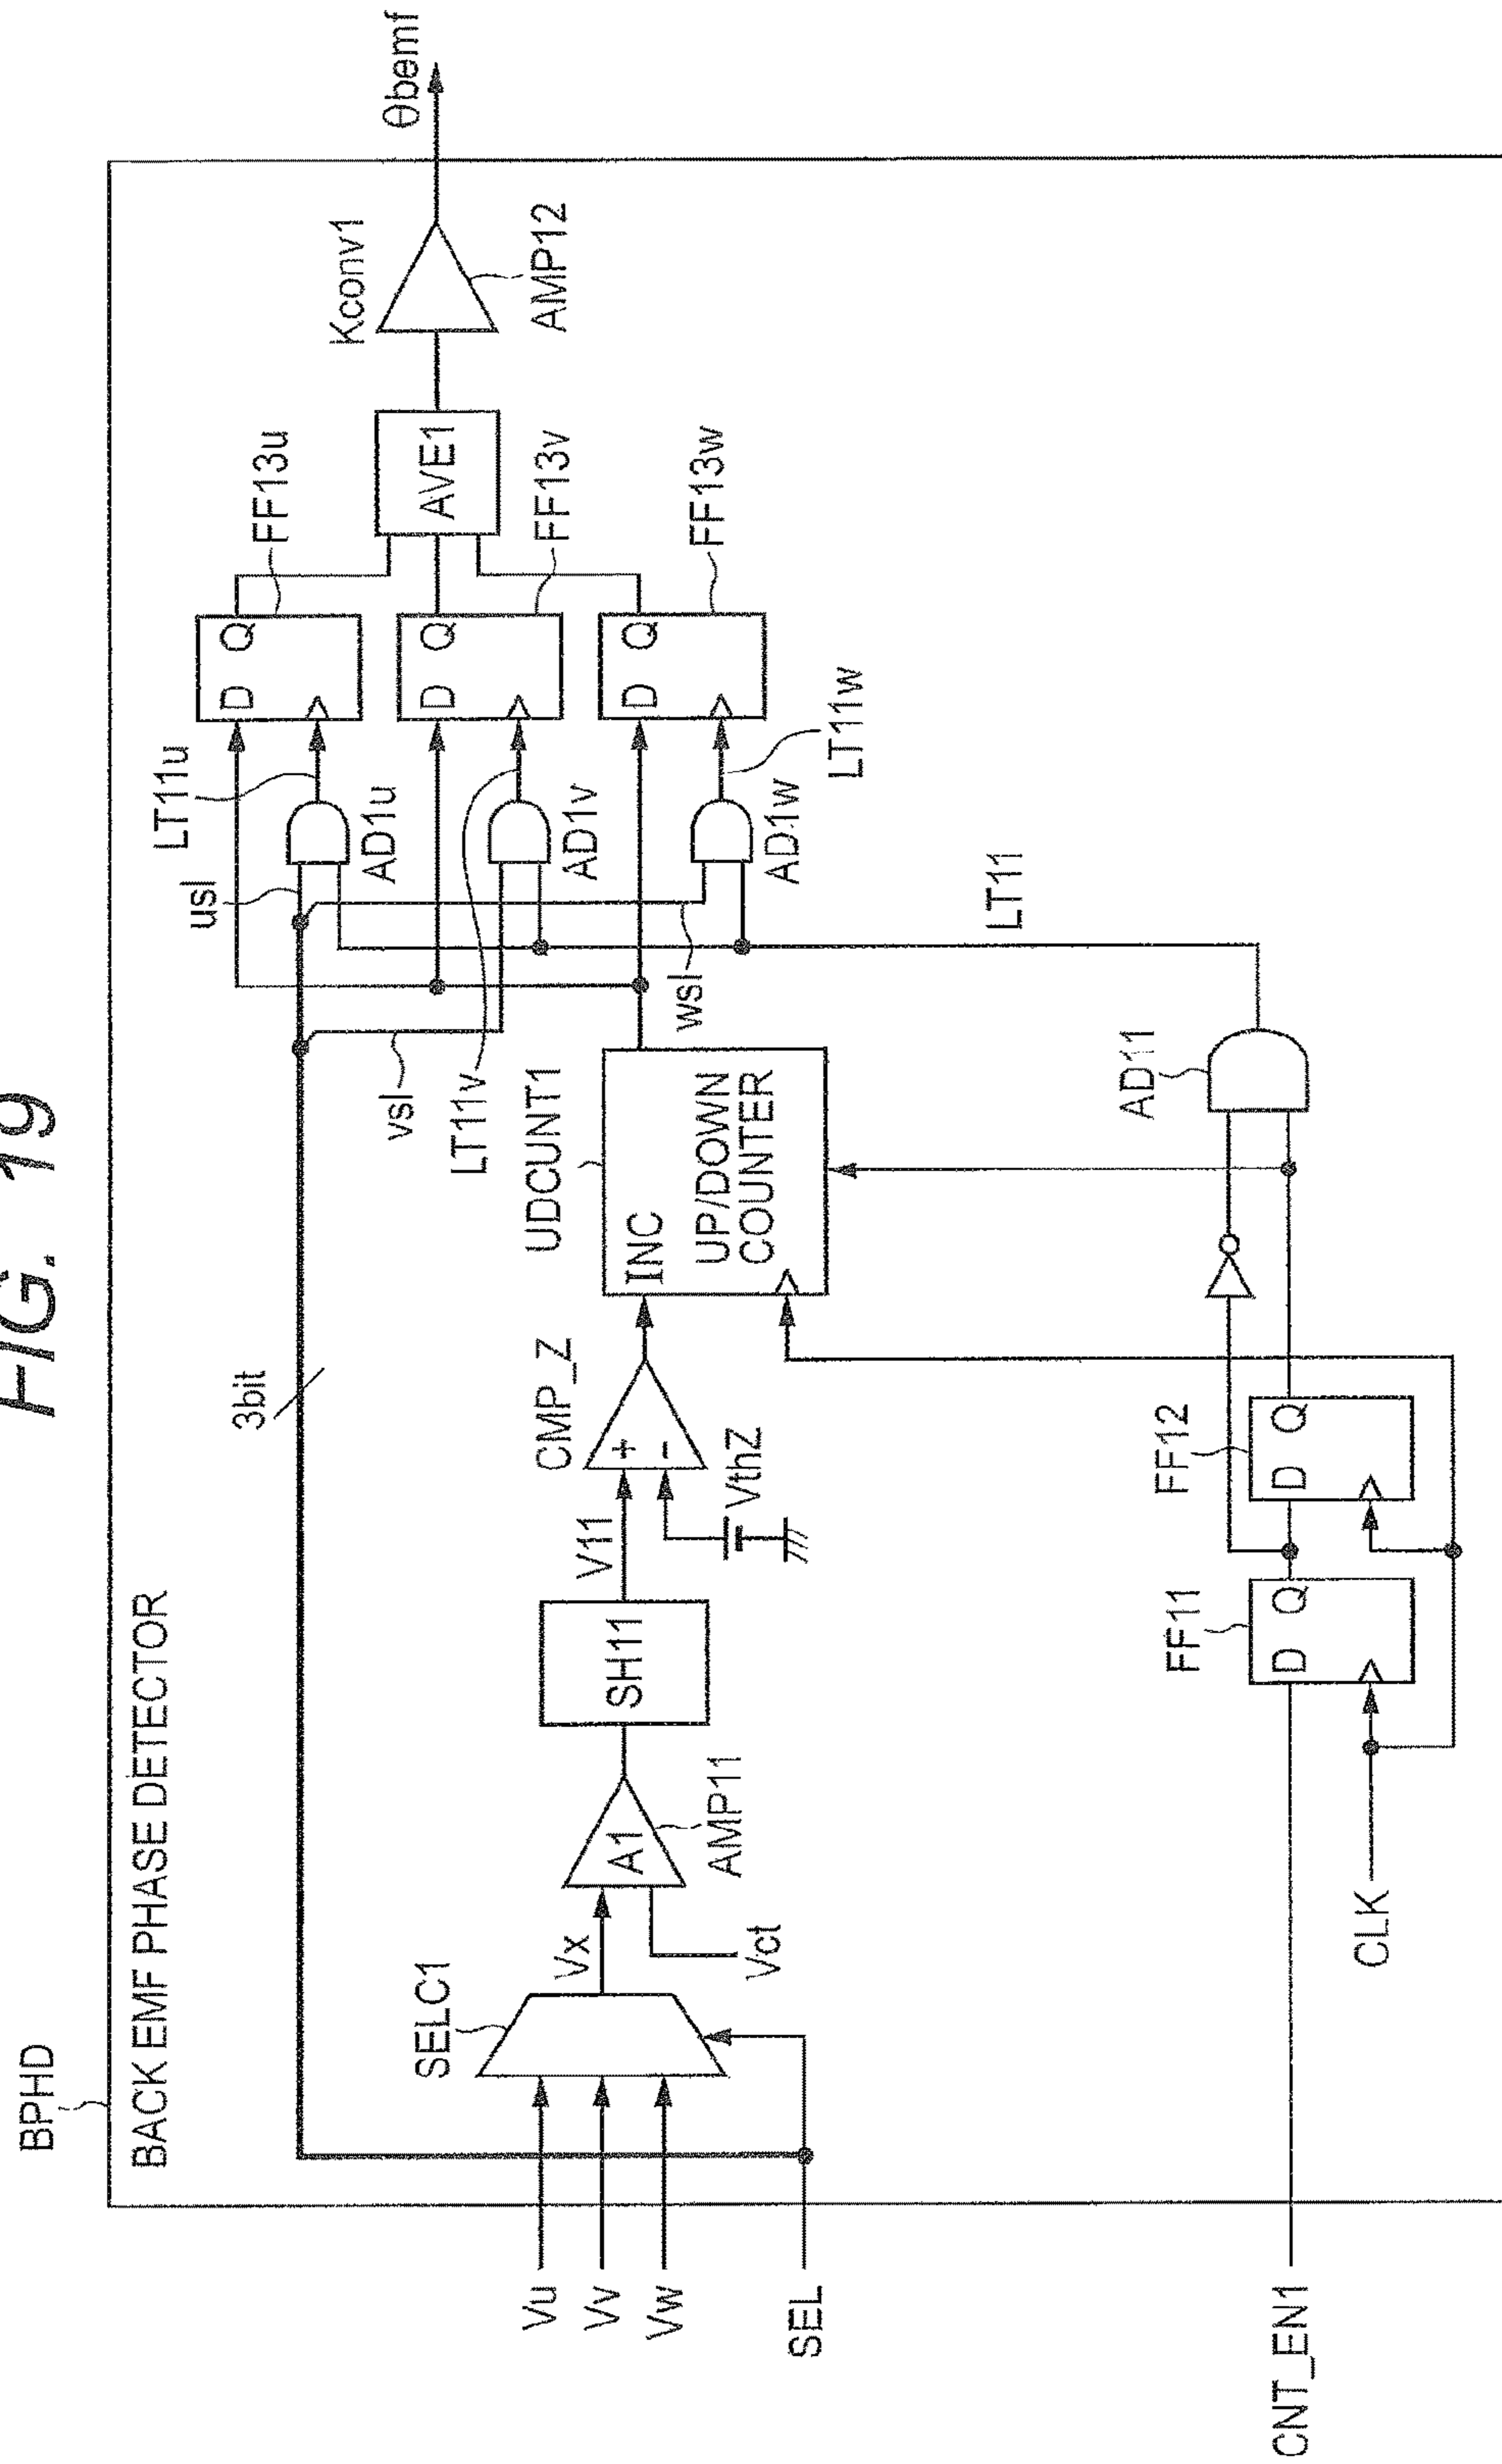 FIG. 19
BPHD
BACK EMF PHASE DETECTOR
3bit
Vu
Vv
Vw
SEL
SELC1
Vx
Vct
A1
AMP11
SH11
V11
VthZ
+
-
CMP_Z
UDCUNT1
INC
UP/DOWN
COUNTER
usl
vsl
wsl
LT11u
LT11v
LT11w
AD1u
AD1v
AD1w
D Q
FF13u
D Q
FF13v
D Q
FF13w
AVE1
Kconv1
AMP12
θbemf
CNT_EN1
CLK
FF11
D Q
FF12
D Q
AD11
LT11